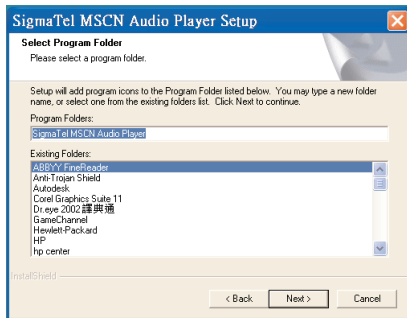 SigmaTel MSCN Audio Player Setup
Select Program Folder
Please select a program folder.
Setup will add program icons to the Program Folder listed below. You may type a new folder
name, or select one from the existing folders list. Click Next to continue.
Program Folders:
SigmaTel MSCN Audio Player
Existing Folders:
ABBYY FineReader
Anti-Trojan Shield
Autodesk
Corel Graphics Suite 11
Dr.eye 2002 譯典通
GameChannel
Hewlett-Packard
HP
hp center
InstallShield
< Back
Next >
Cancel